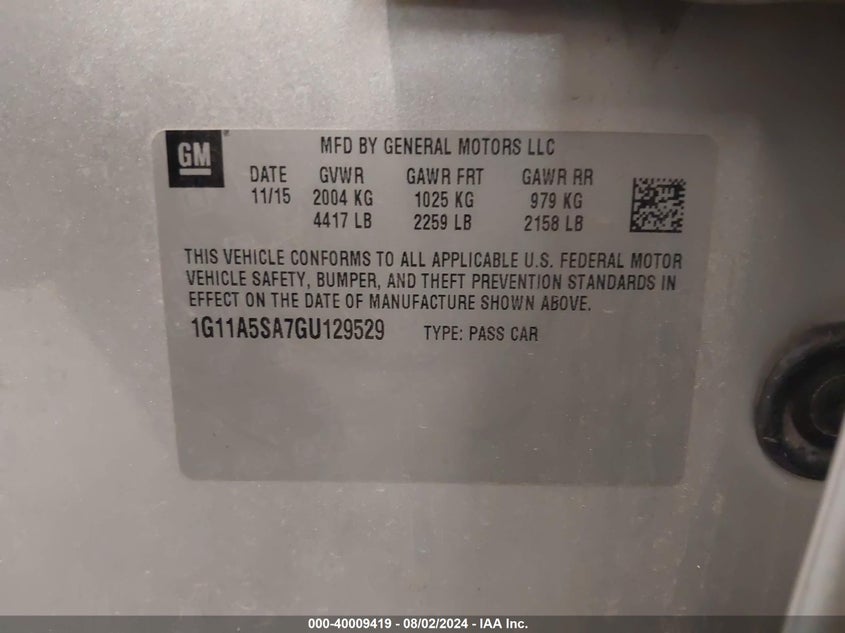 GM
MFD BY GENERAL MOTORS LLC
DATE GVWR GAWR FRT GAWR RR
11/15 2004 KG 1025 KG 979 KG
4417 LB 2259 LB 2158 LB
THIS VEHICLE CONFORMS TO ALL APPLICABLE U.S. FEDERAL MOTOR
VEHICLE SAFETY, BUMPER, AND THEFT PREVENTION STANDARDS IN
EFFECT ON THE DATE OF MANUFACTURE SHOWN ABOVE.
1G11A5SA7GU129529 TYPE: PASS CAR
000-40009419 - 08/02/2024 - IAA Inc.